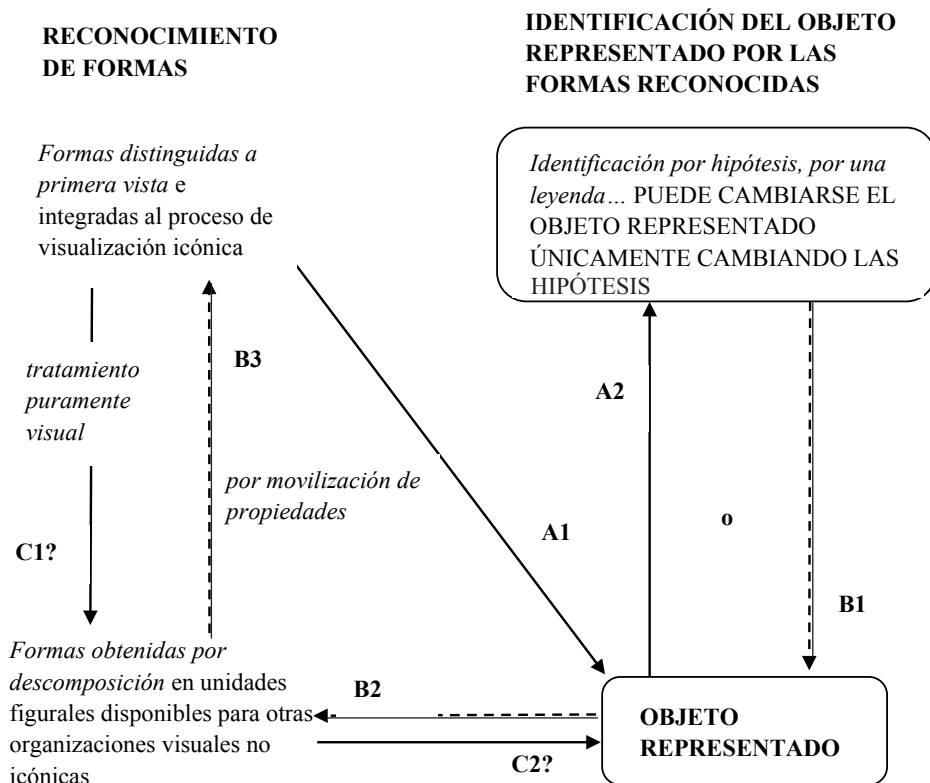 RECONOCIMIENTO
DE FORMAS
IDENTIFICACIÓN DEL OBJETO
REPRESENTADO POR LAS
FORMAS RECONOCIDAS
Formas distinguidas a
primera vista e
integradas al proceso de
visualización icónica
Identificación por hipótesis, por una
leyenda… PUEDE CAMBIARSE EL
OBJETO REPRESENTADO
ÚNICAMENTE CAMBIANDO LAS
HIPÓTESIS
B3
tratamiento
puramente
visual
A2
por movilización de
propiedades
o
A1
C1?
B1
Formas obtenidas por
descomposición en unidades
figurales disponibles para otras
organizaciones visuales no
icónicas
B2
C2?
OBJETO
REPRESENTADO